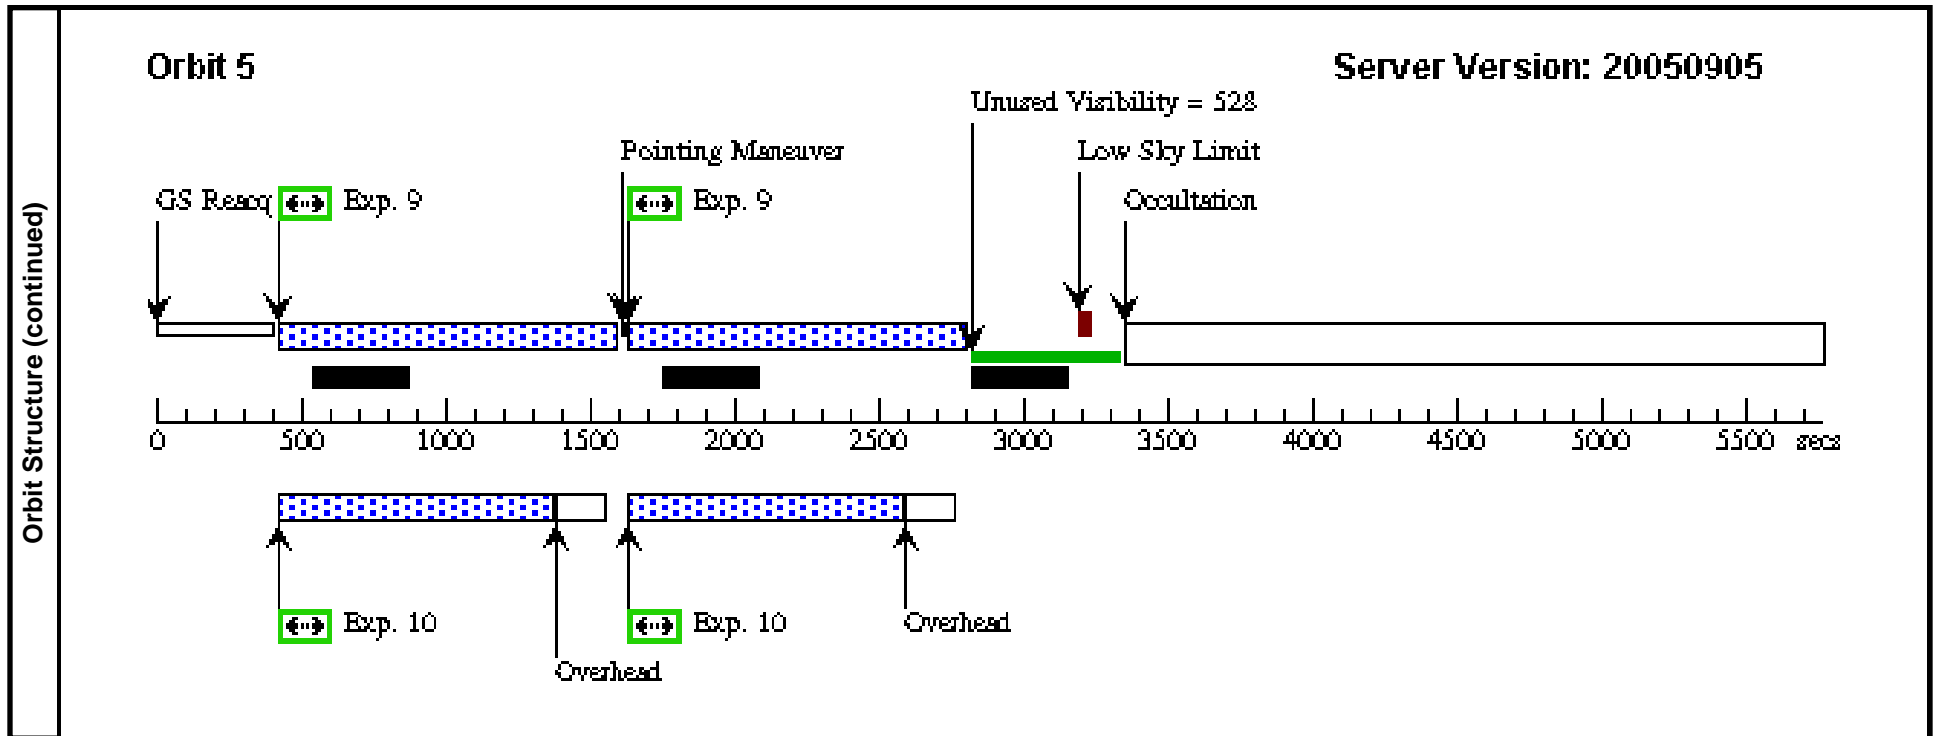 Orbit Structure (continued)
Orbit 5
Server Version: 20050905
Unused Visibility = 528
Pointing Maneuver
Low Sky Limit
GS Reacq
Exp. 9
Exp. 9
Occultation
0 500 1000 1500 2000 2500 3000 3500 4000 4500 5000 5500 secs
Exp. 10
Exp. 10
Overhead
Overhead